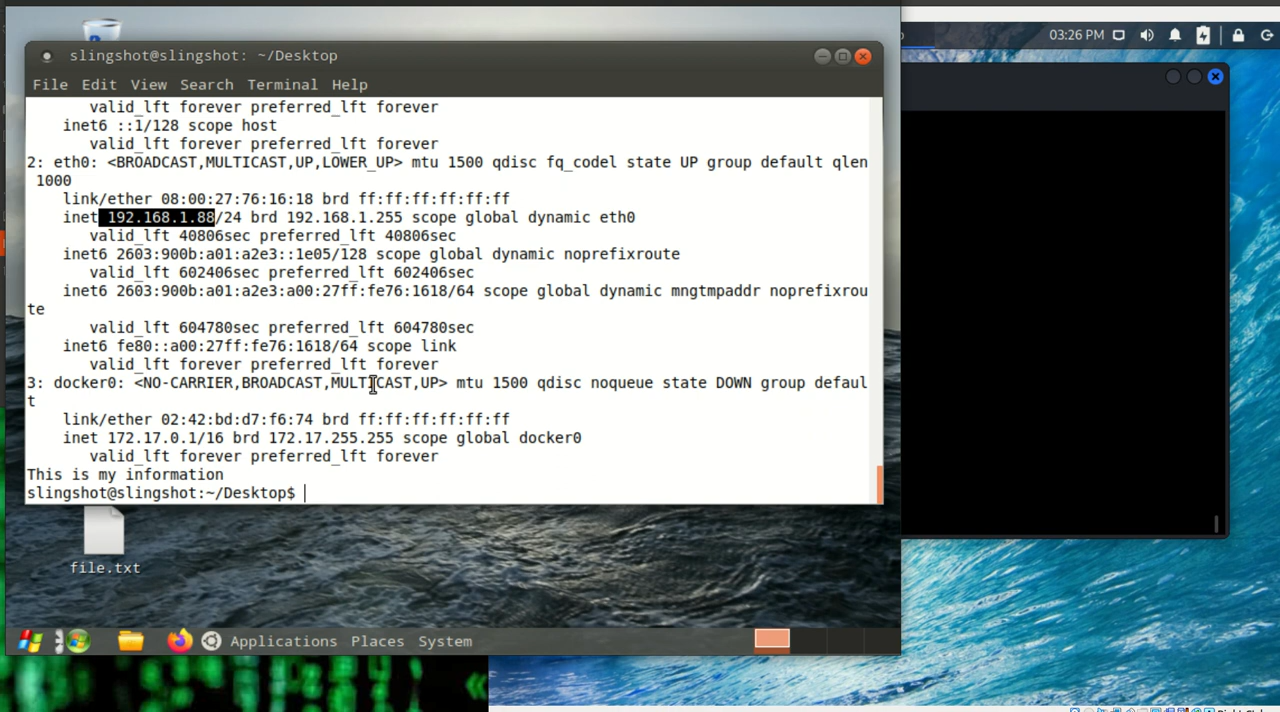 03:26 PM
slingshot@slingshot: ~/Desktop
File Edit View Search Terminal Help
valid_lft forever preferred_lft forever
inet6 ::1/128 scope host
valid_lft forever preferred_lft forever
2: eth0: <BROADCAST,MULTICAST,UP,LOWER_UP> mtu 1500 qdisc fq_codel state UP group default qlen
1000
link/ether 08:00:27:76:16:18 brd ff:ff:ff:ff:ff:ff
inet 192.168.1.88/24 brd 192.168.1.255 scope global dynamic eth0
valid_lft 40806sec preferred_lft 40806sec
inet6 2603:900b:a01:a2e3::1e05/128 scope global dynamic noprefixroute
valid_lft 602406sec preferred_lft 602406sec
inet6 2603:900b:a01:a2e3:a00:27ff:fe76:1618/64 scope global dynamic mngtmpaddr noprefixrou
te
valid_lft 604780sec preferred_lft 604780sec
inet6 fe80::a00:27ff:fe76:1618/64 scope link
valid_lft forever preferred_lft forever
3: docker0: <NO-CARRIER,BROADCAST,MULTICAST,UP> mtu 1500 qdisc noqueue state DOWN group defaul
t
link/ether 02:42:bd:d7:f6:74 brd ff:ff:ff:ff:ff:ff
inet 172.17.0.1/16 brd 172.17.255.255 scope global docker0
valid_lft forever preferred_lft forever
This is my information
slingshot@slingshot:~/Desktop$
file.txt
Applications Places System